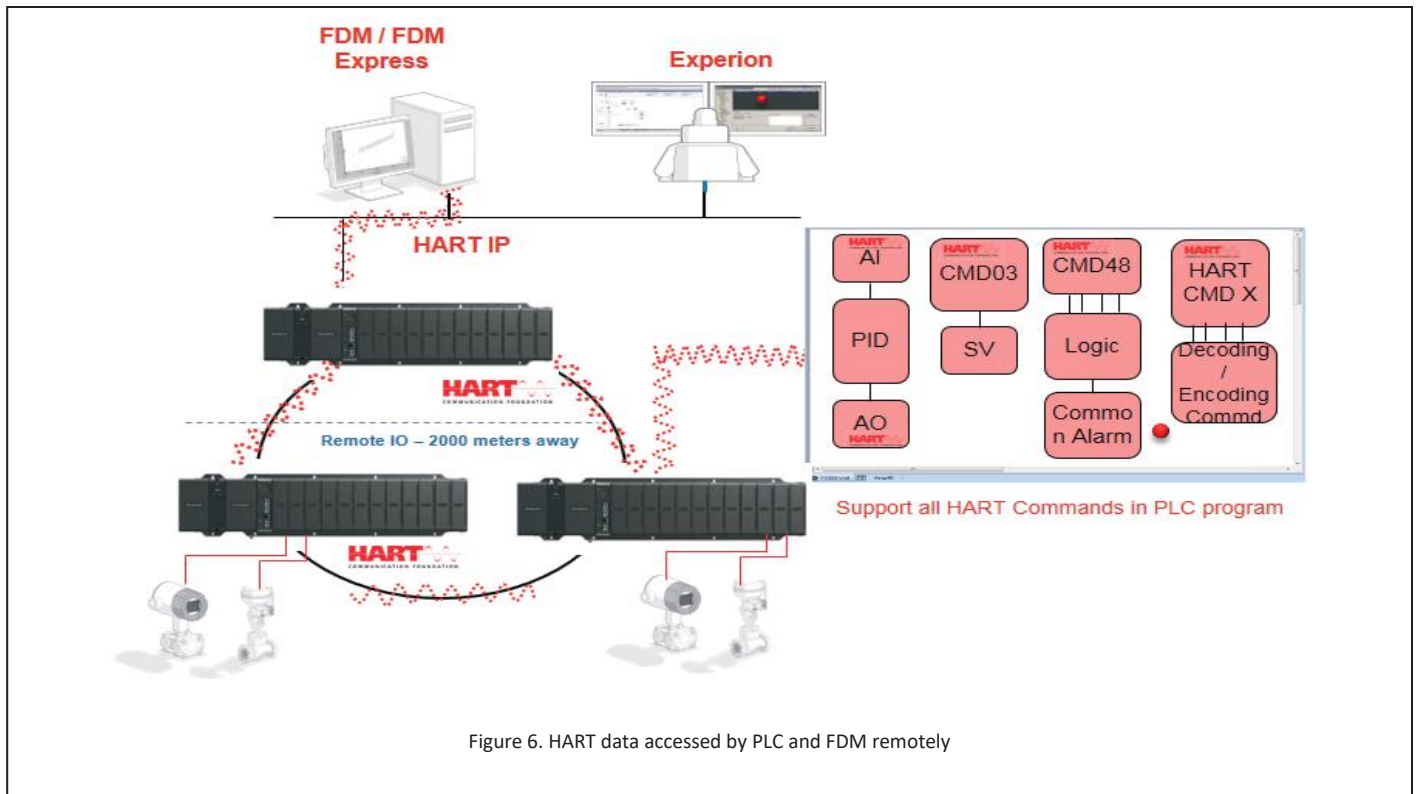 FDM / FDM
Express
Experion
HART IP
HART
COMMUNICATION FOUNDATION
Remote IO – 2000 meters away
HART
COMMUNICATION FOUNDATION
HART
AI
PID
AO
HART
HART
CMD03
SV
HART
CMD48
Logic
Commo
n Alarm
HART
HART
CMD X
Decoding
/
Encoding
Commd
Support all HART Commands in PLC program
Figure 6. HART data accessed by PLC and FDM remotely